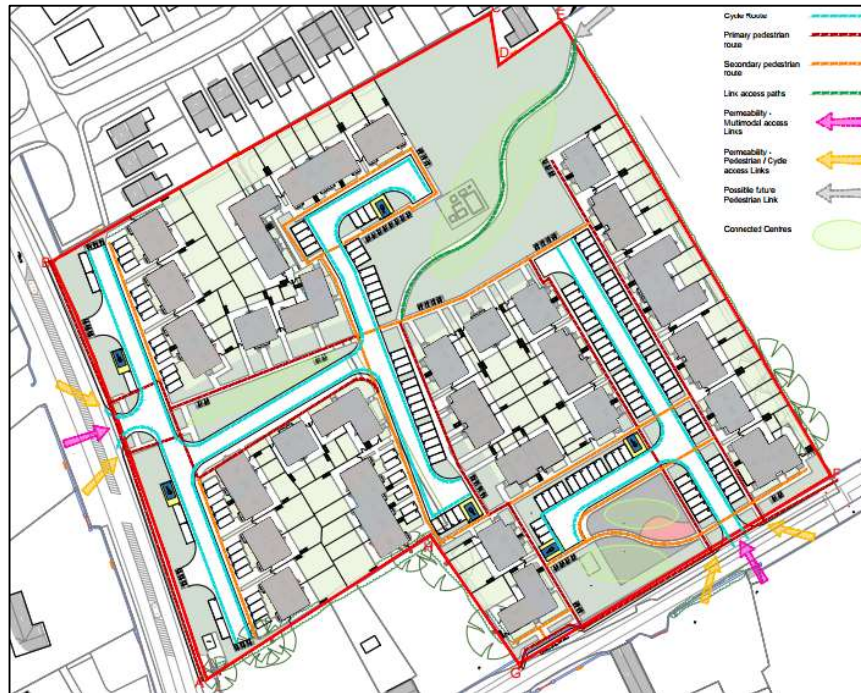 C
E
D
B
F
H
G
A
Cycle Route
Primary pedestrian
route
Secondary pedestrian
route
Link access paths
Permeability -
Multimodal access
Links
Permeability -
Pedestrian / Cycle
access Links
Possible future
Pedestrian Link
Connected Centres